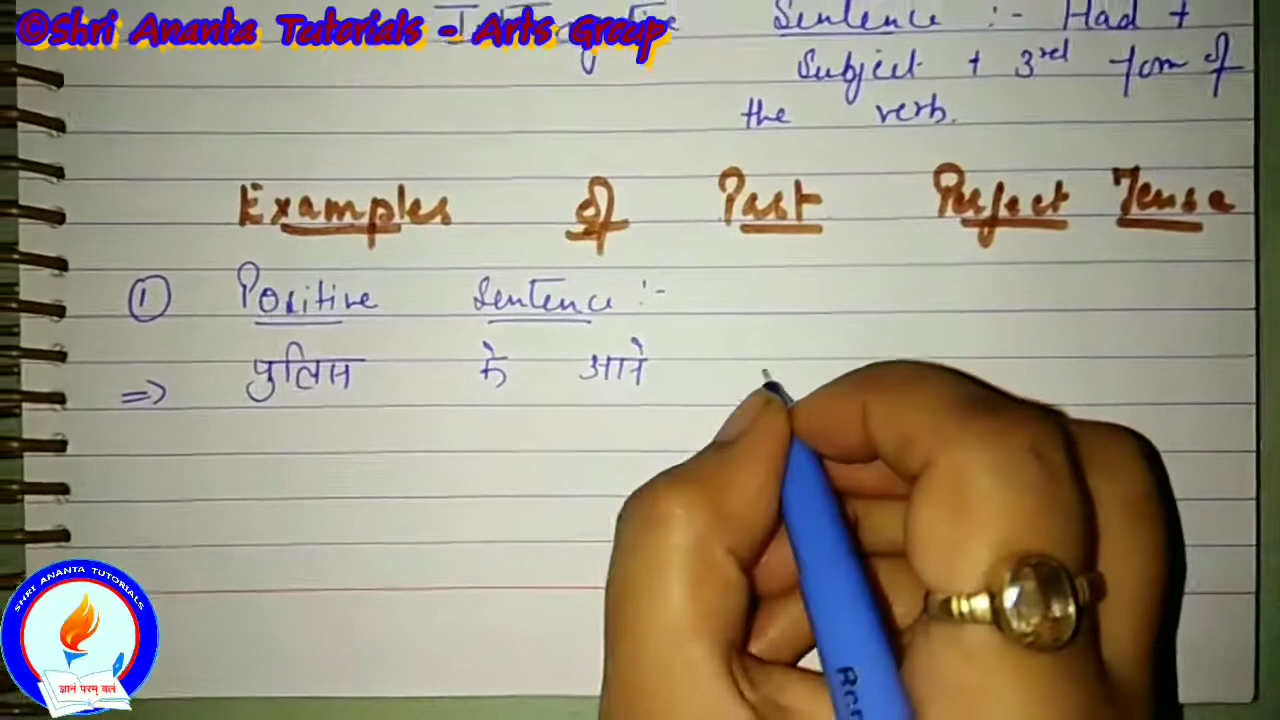 ©Shri Ananta Tutorials - Arts Group
Sentence :- Had +
Subject + 3rd form of
the verb.
Examples of Past Perfect Tense
① Positive Sentence :-
⇒ पुलिस के आने
SHRI ANANTA TUTORIALS
ज्ञानं परमं बलं